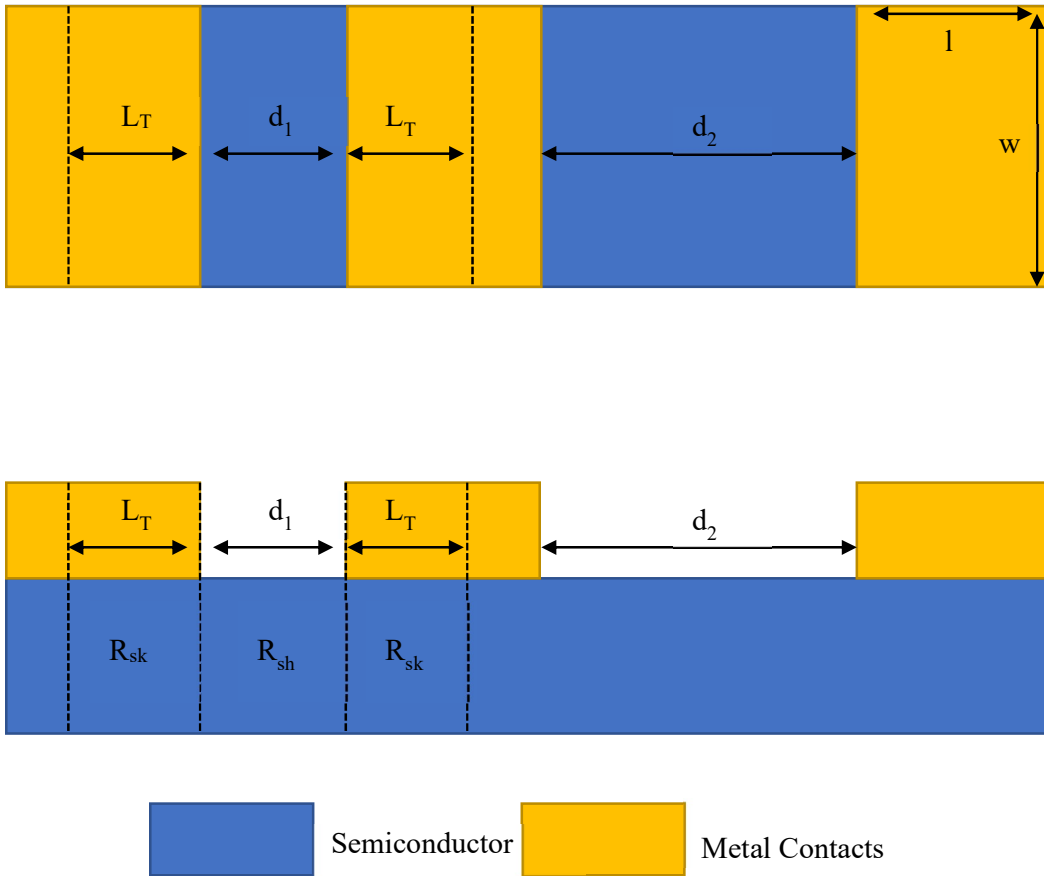 l
L_T d_1 L_T d_2 w
L_T d_1 L_T d_2
R_sk R_sh R_sk
Semiconductor Metal Contacts